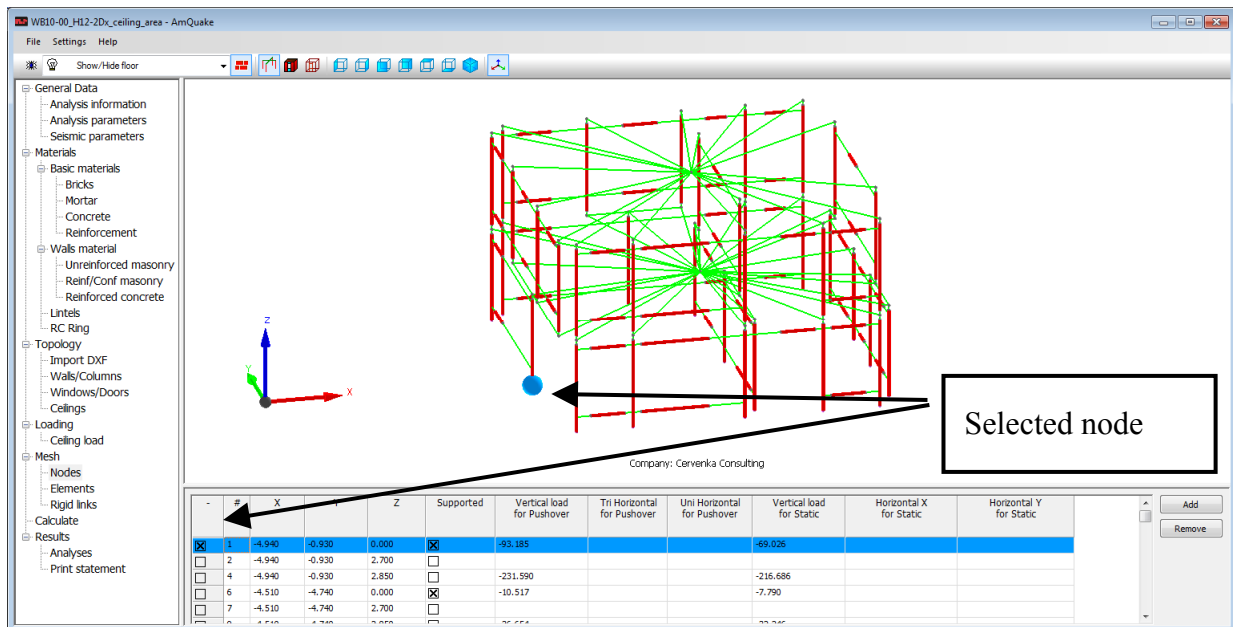 WB10-00_H12-2Dx_ceiling_area - AmQuake
File Settings Help
Show/Hide floor
General Data
Analysis information
Analysis parameters
Seismic parameters
Materials
Basic materials
Bricks
Mortar
Concrete
Reinforcement
Walls material
Unreinforced masonry
Reinf/Conf masonry
Reinforced concrete
Lintels
RC Ring
Topology
Import DXF
Walls/Columns
Windows/Doors
Ceilings
Loading
Ceiling load
Mesh
Nodes
Elements
Rigid links
Calculate
Results
Analyses
Print statement
Z
Y
X
Selected node
Company: Cervenka Consulting
- # X Y Z Supported Vertical load for Pushover Tri Horizontal for Pushover Uni Horizontal for Pushover Vertical load for Static Horizontal X for Static Horizontal Y for Static
1 -4.940 -0.930 0.000 -93.185 -69.026
2 -4.940 -0.930 2.700
4 -4.940 -0.930 2.850 -231.590 -216.686
6 -4.510 -4.740 0.000 -10.517 -7.790
7 -4.510 -4.740 2.700
Add
Remove